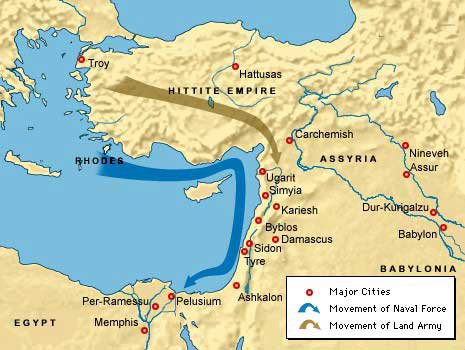 Troy
Hattusas
HITTITE EMPIRE
Carchemish
RHODES
ASSYRIA
Nineveh
Assur
Ugarit
Simyia
Kariesh
Dur-Kurigalzu
Byblos
Babylon
Damascus
Sidon
Tyre
BABYLONIA
Per-Ramessu
Pelusium
Ashkalon
EGYPT
Memphis
Major Cities
Movement of Naval Force
Movement of Land Army